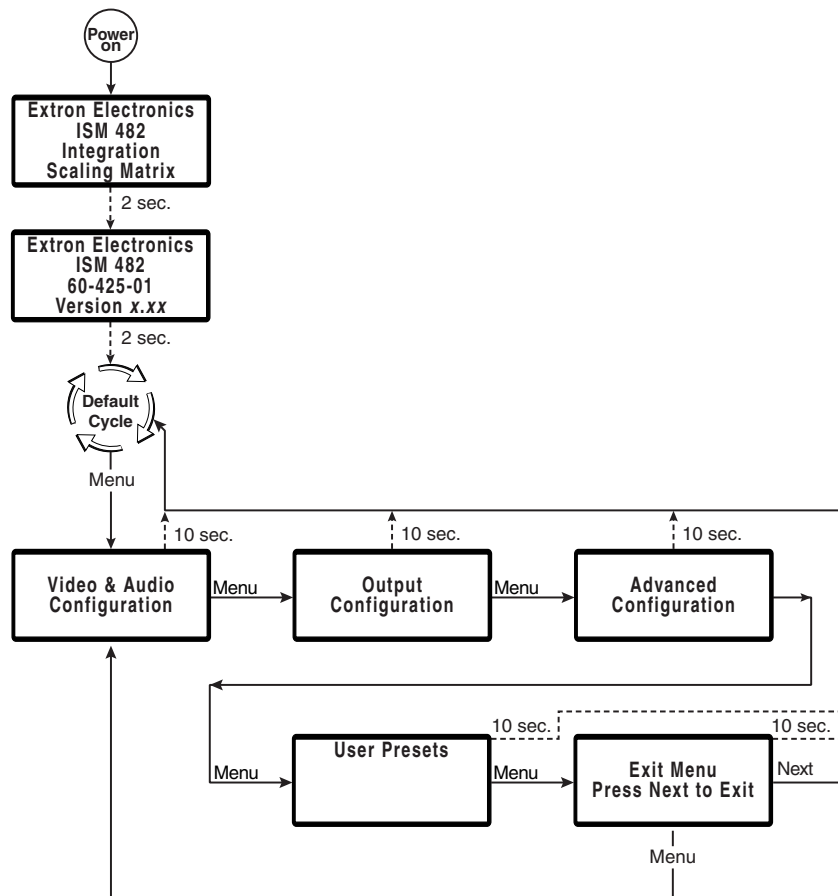 Power
on
Extron Electronics
ISM 482
Integration
Scaling Matrix
2 sec.
Extron Electronics
ISM 482
60-425-01
Version x.xx
2 sec.
Default
Cycle
Menu
10 sec.
10 sec.
10 sec.
Video & Audio
Configuration
Menu
Output
Configuration
Menu
Advanced
Configuration
10 sec.
10 sec.
Menu
User Presets
Menu
Exit Menu
Press Next to Exit
Next
Menu